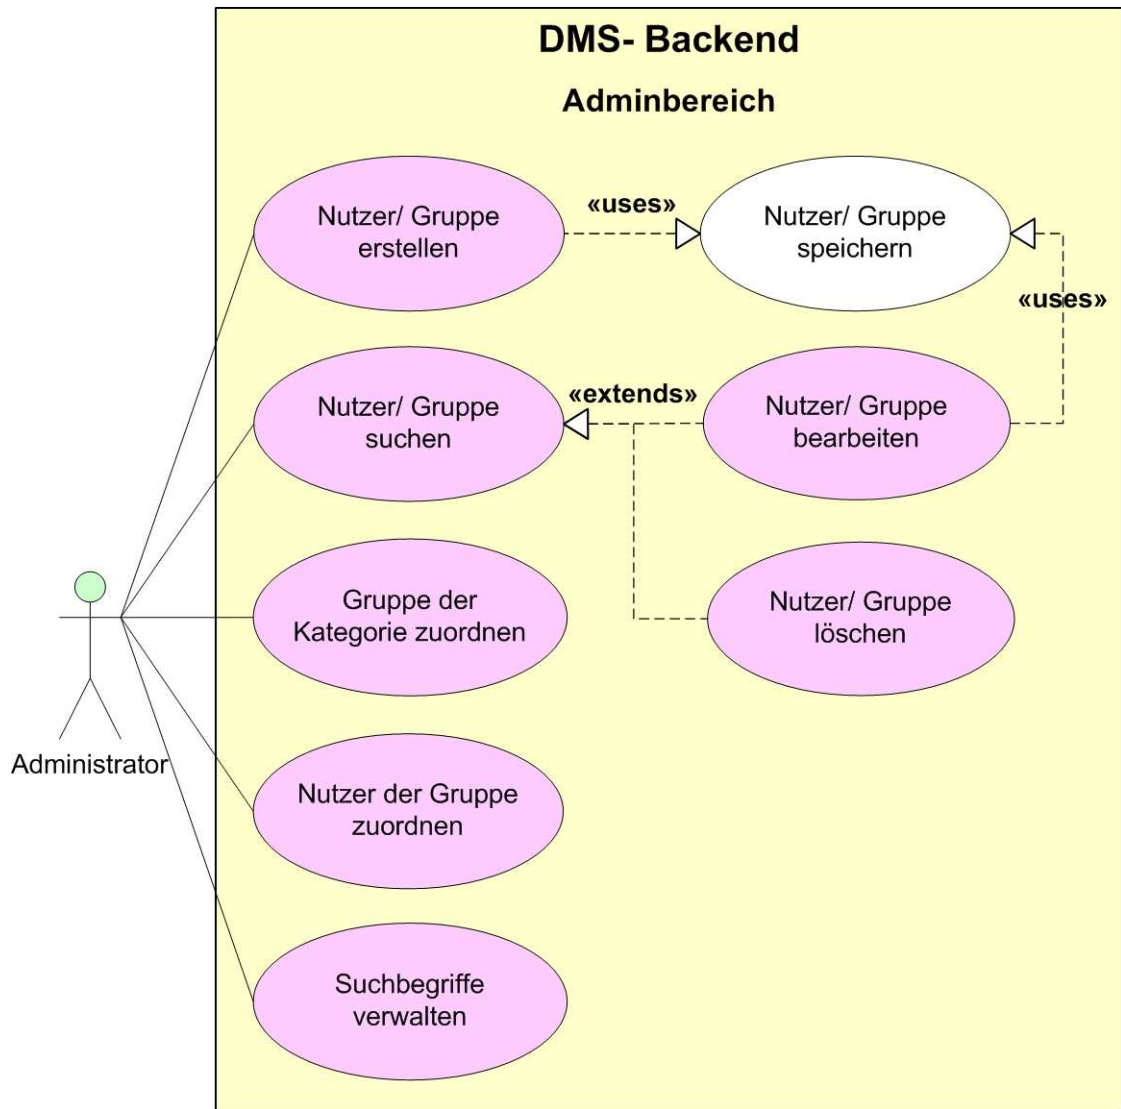 DMS- Backend
Adminbereich
Nutzer/ Gruppe
erstellen
«uses»
Nutzer/ Gruppe
speichern
«uses»
Nutzer/ Gruppe
suchen
«extends»
Nutzer/ Gruppe
bearbeiten
Gruppe der
Kategorie zuordnen
Nutzer/ Gruppe
löschen
Administrator
Nutzer der Gruppe
zuordnen
Suchbegriffe
verwalten